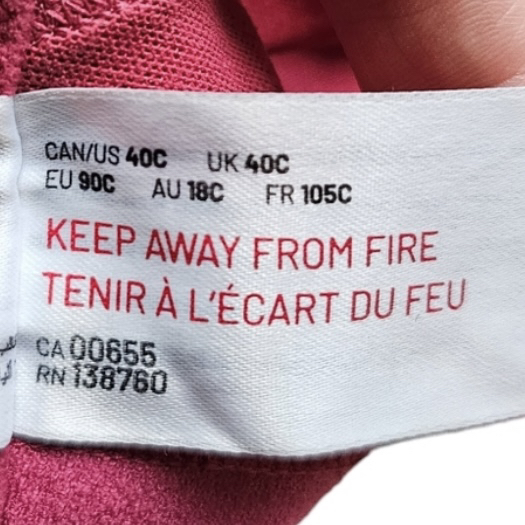 CAN/US 40C UK 40C
EU 90C AU 18C FR 105C
KEEP AWAY FROM FIRE
TENIR À L'ÉCART DU FEU
CA 00655
RN 138760